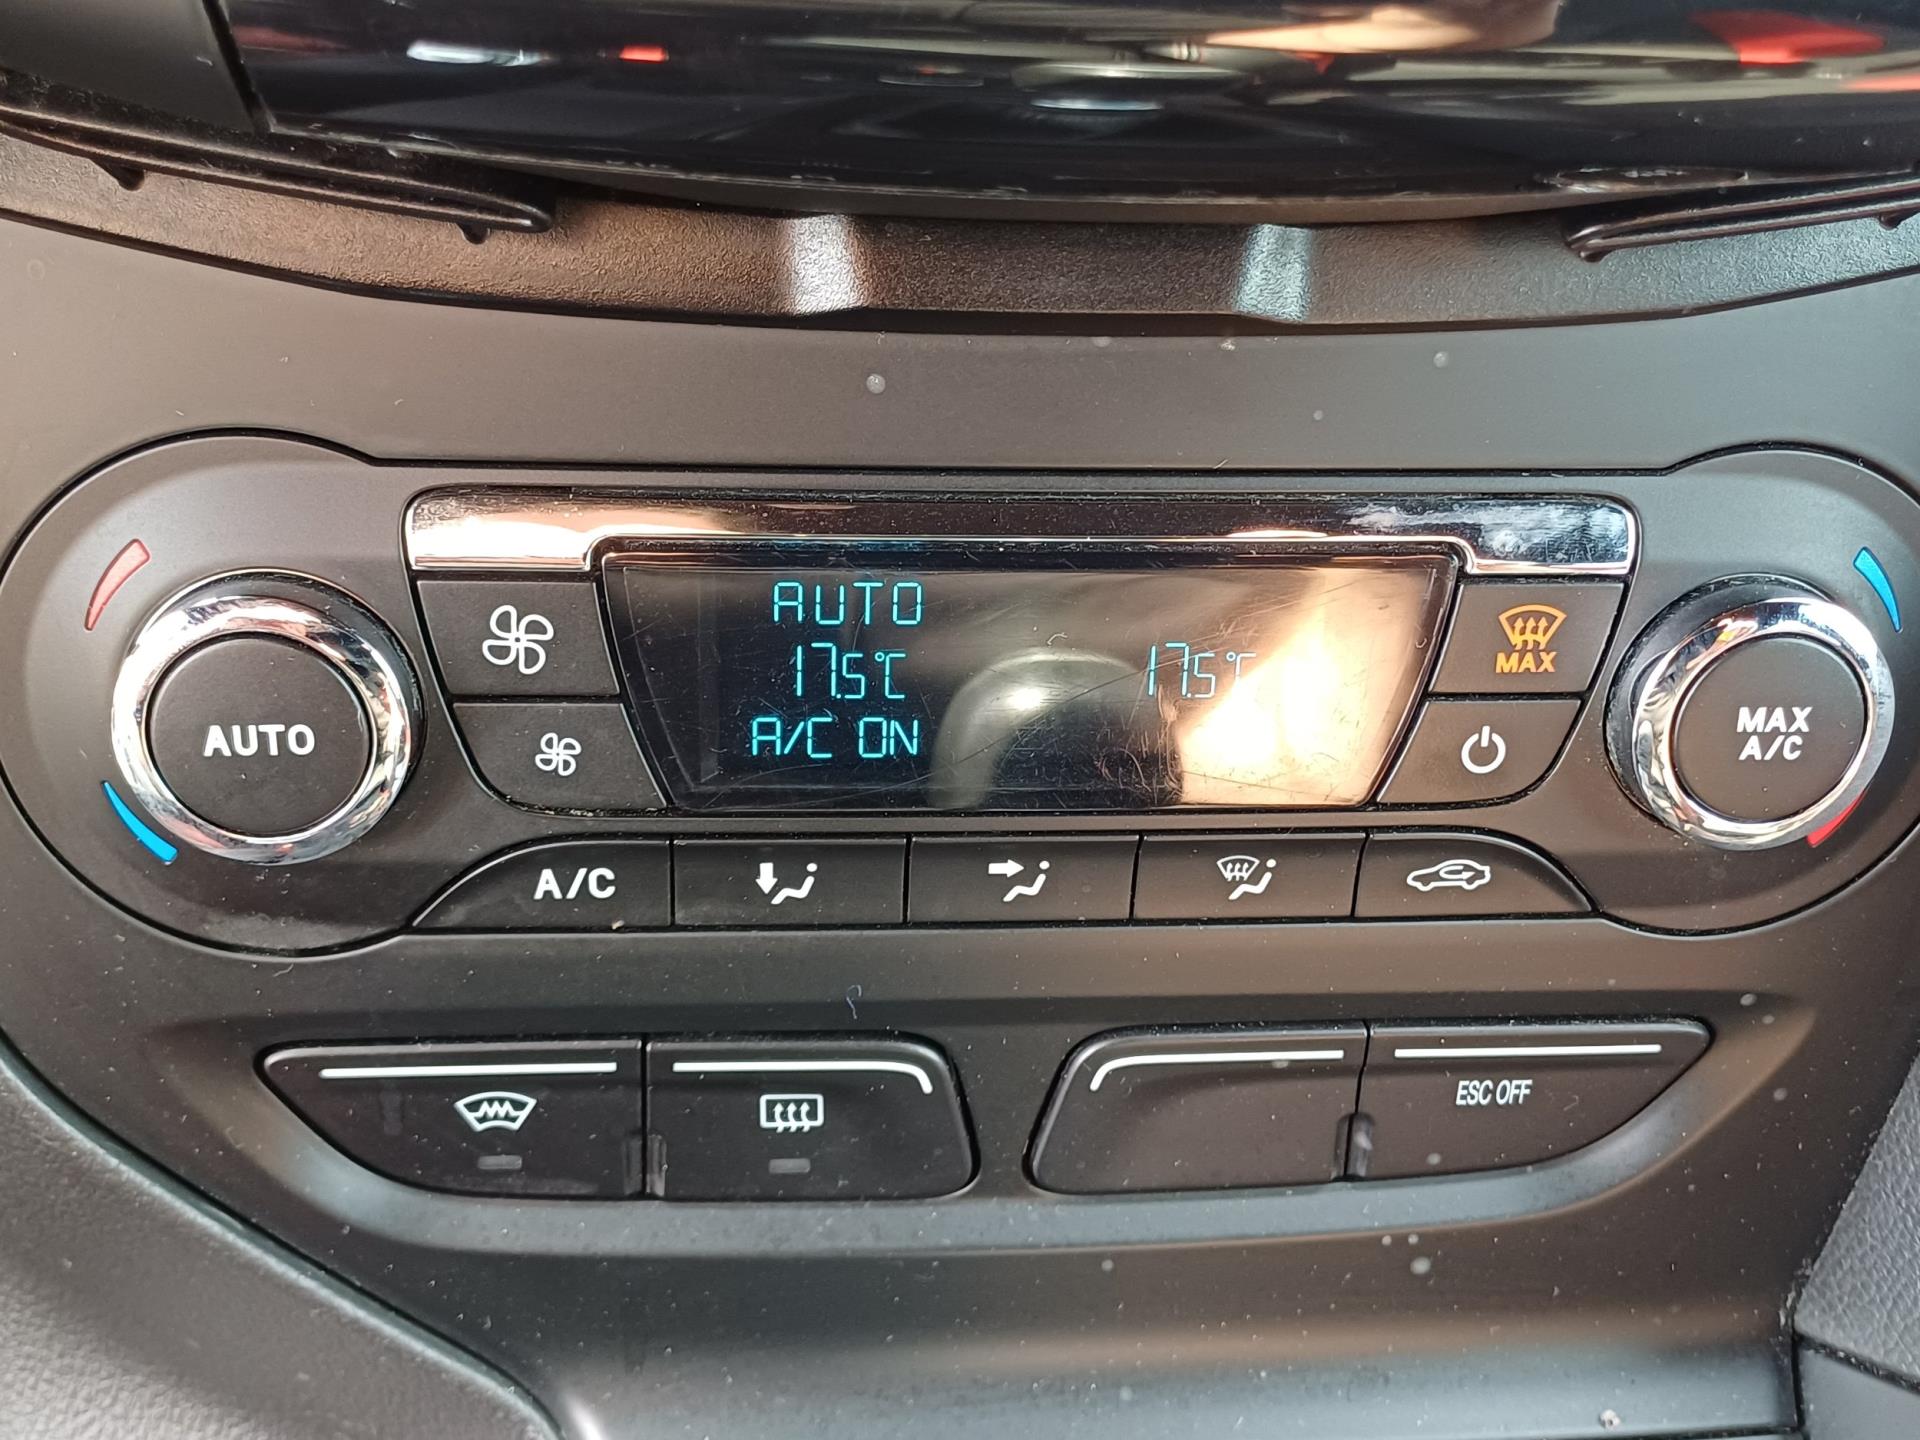 AUTO
AUTO
17.5°C 17.5°C
A/C ON
MAX
MAX
A/C
A/C
ESC OFF